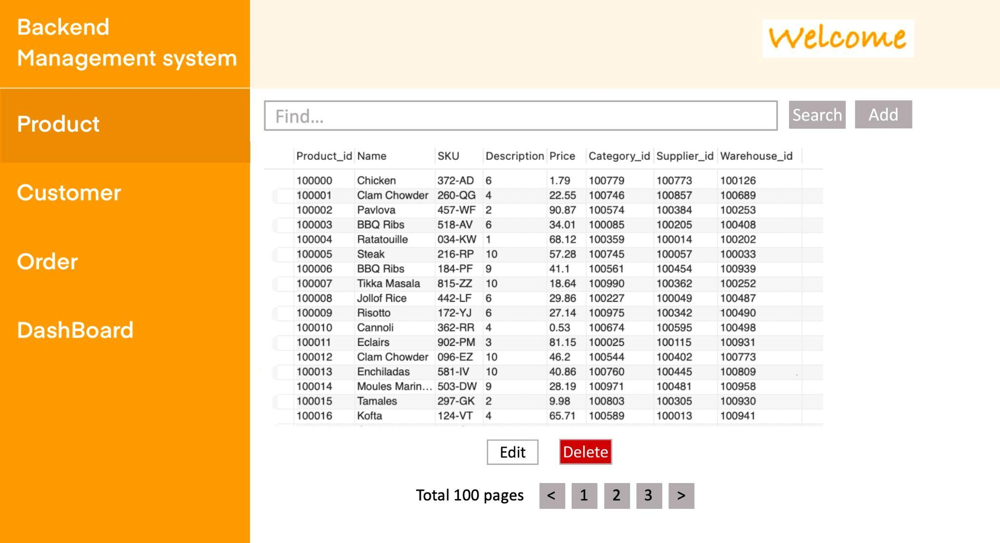 Backend
Management system
Welcome
Product
Customer
Order
DashBoard
Find...
Search
Add
Product_id Name SKU Description Price Category_id Supplier_id Warehouse_id
100000 Chicken 372-AD 6 1.79 100779 100773 100126
100001 Clam Chowder 260-QG 4 22.55 100746 100857 100689
100002 Pavlova 457-WF 2 90.87 100574 100384 100253
100003 BBQ Ribs 518-AV 6 34.01 100085 100205 100408
100004 Ratatouille 034-KW 1 68.12 100359 100014 100202
100005 Steak 216-RP 10 57.28 100745 100057 100033
100006 BBQ Ribs 184-PF 9 41.1 100561 100454 100939
100007 Tikka Masala 815-ZZ 10 18.64 100990 100362 100252
100008 Jollof Rice 442-LF 6 29.86 100227 100049 100487
100009 Risotto 172-YJ 6 27.14 100975 100342 100490
100010 Cannoli 362-RR 4 0.53 100674 100595 100498
100011 Eclairs 902-PM 3 81.15 100025 100115 100931
100012 Clam Chowder 096-EZ 10 46.2 100544 100402 100773
100013 Enchiladas 581-IV 10 40.86 100760 100445 100809
100014 Moules Marin... 503-DW 9 28.19 100971 100481 100958
100015 Tamales 297-GK 2 9.98 100803 100305 100930
100016 Kofta 124-VT 4 65.71 100589 100013 100941
Edit
Delete
Total 100 pages < 1 2 3 >